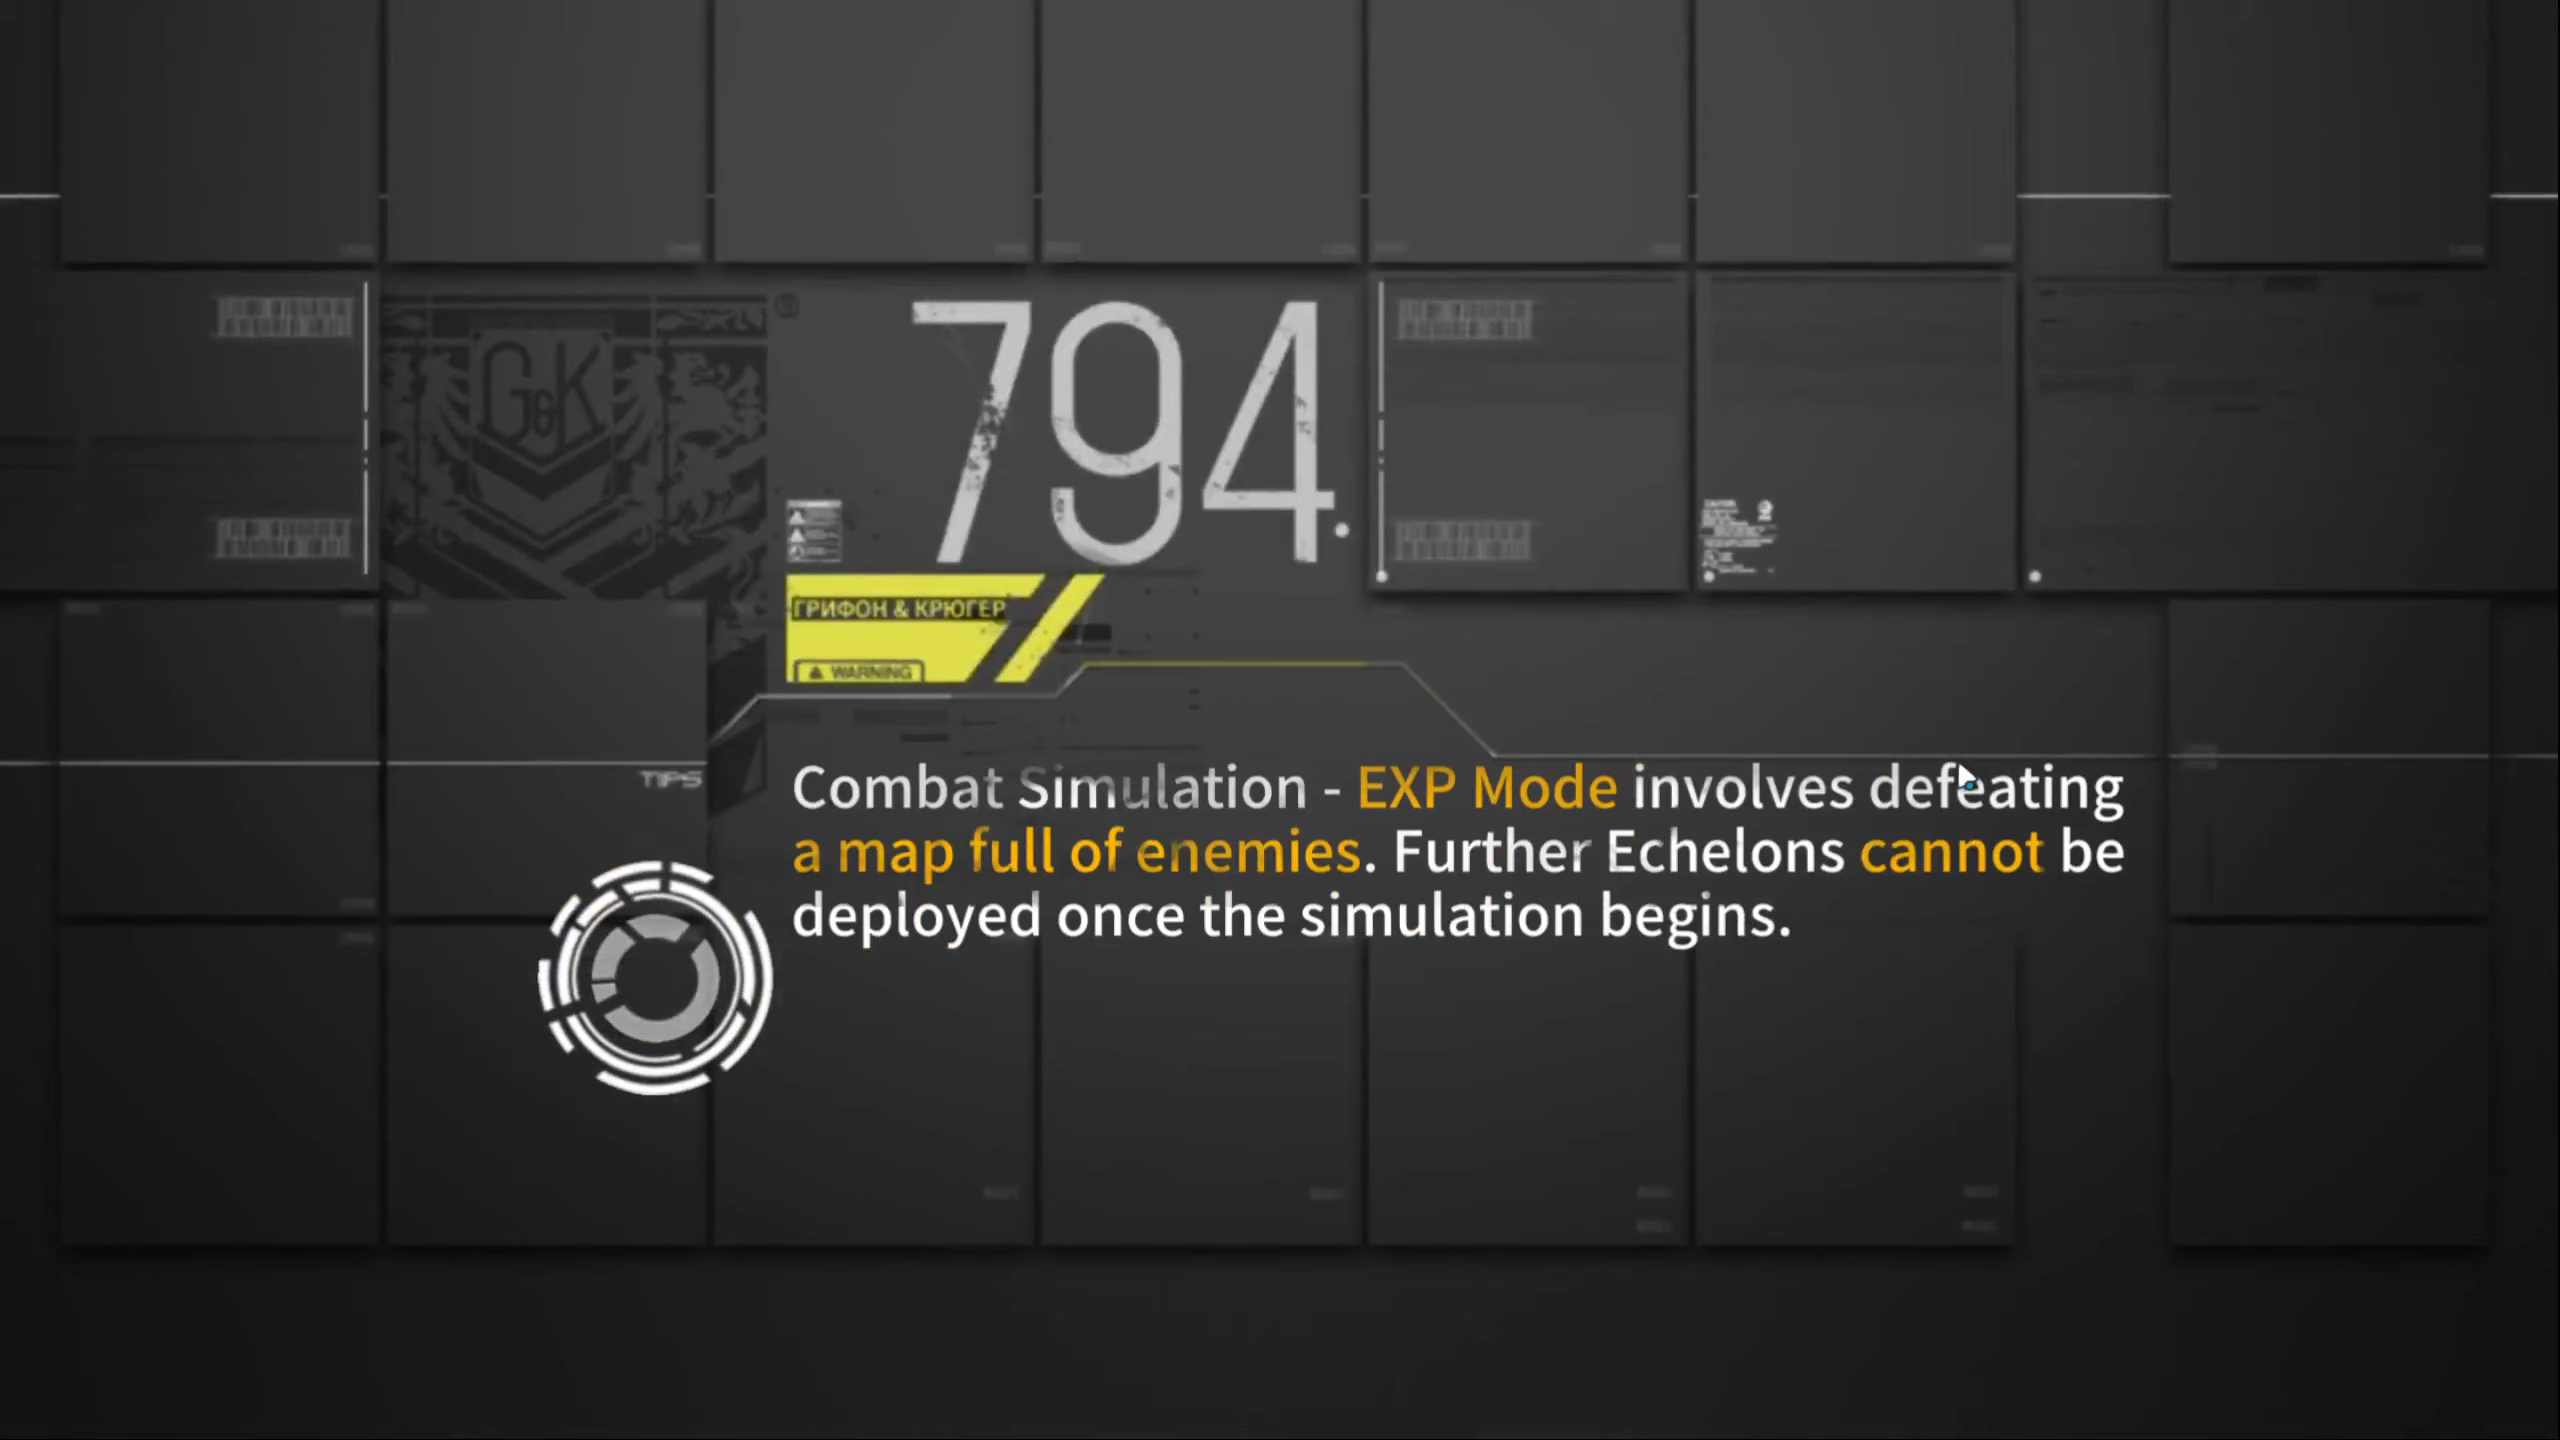 G&K
794.
ГРИФОН & КРЮГЕР
WARNING
TIPS
Combat Simulation - EXP Mode involves defeating
a map full of enemies. Further Echelons cannot be
deployed once the simulation begins.